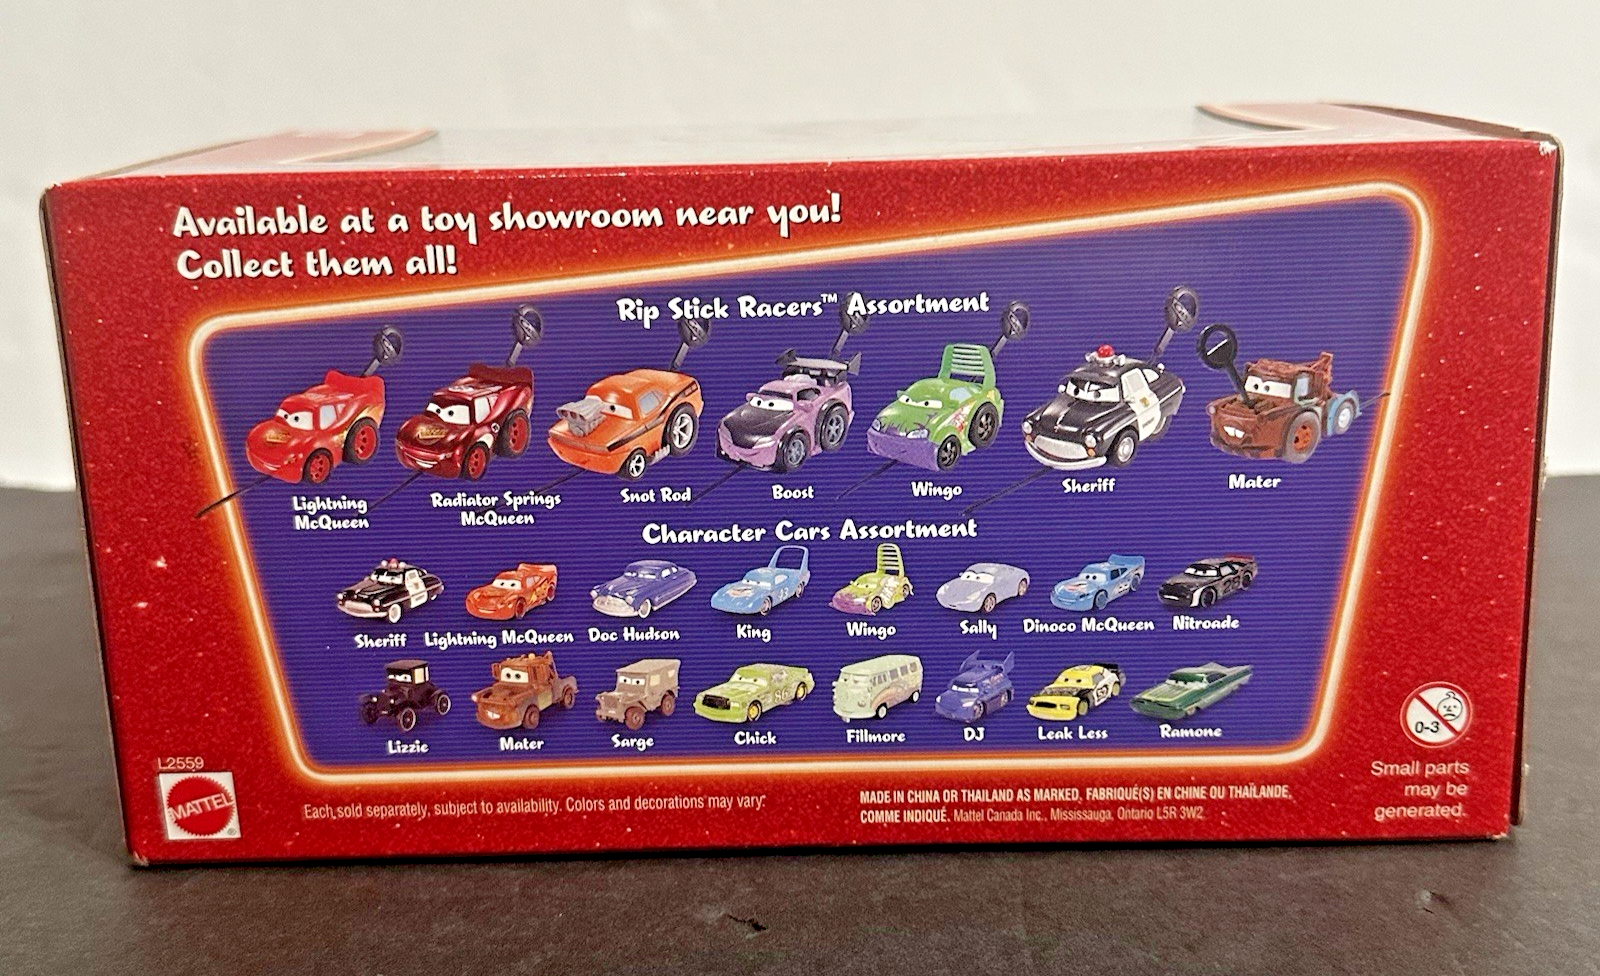 Available at a toy showroom near you!
Collect them all!
Rip Stick Racers™ Assortment
Lightning McQueen
Radiator Springs McQueen
Snot Rod
Boost
Wingo
Sheriff
Mater
Character Cars Assortment
Sheriff
Lightning McQueen
Doc Hudson
King
Wingo
Sally
Dinoco McQueen
Nitroade
Lizzie
Mater
Sarge
Chick
Fillmore
DJ
Leak Less
Ramone
L2559
MATTEL®
Each sold separately, subject to availability. Colors and decorations may vary.
MADE IN CHINA OR THAILAND AS MARKED. FABRIQUÉ(S) EN CHINE OU THAÏLANDE,
COMME INDIQUÉ. Mattel Canada Inc., Mississauga, Ontario L5R 3W2.
0-3
Small parts
may be
generated.